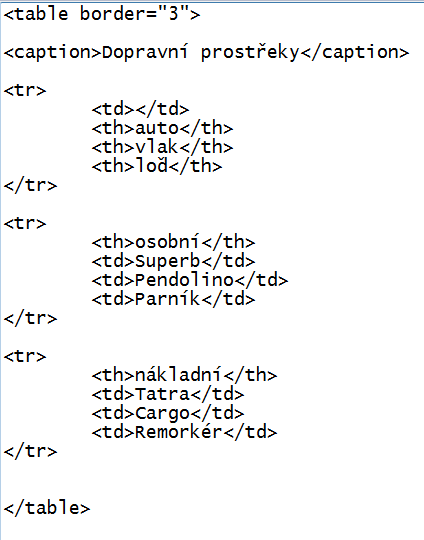 <table border="3">
<caption>Dopravní prostřeky</caption>
<tr>
<td></td>
<th>auto</th>
<th>vlak</th>
<th>loď</th>
</tr>
<tr>
<th>osobní</th>
<td>Superb</td>
<td>Pendolino</td>
<td>Parník</td>
</tr>
<tr>
<th>nákladní</th>
<td>Tatra</td>
<td>Cargo</td>
<td>Remorkér</td>
</tr>
</table>